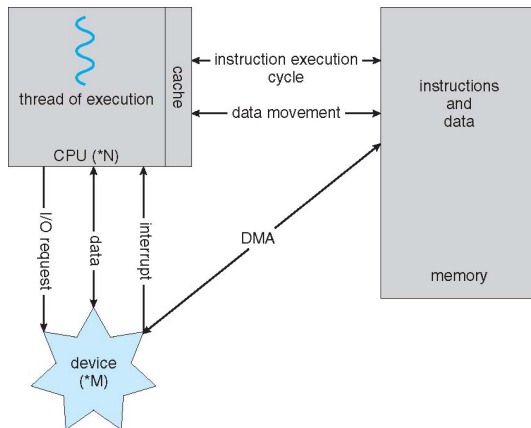 thread of execution
cache
CPU (*N)
instruction execution
cycle
data movement
instructions
and
data
I/O request
data
interrupt
DMA
memory
device
(*M)